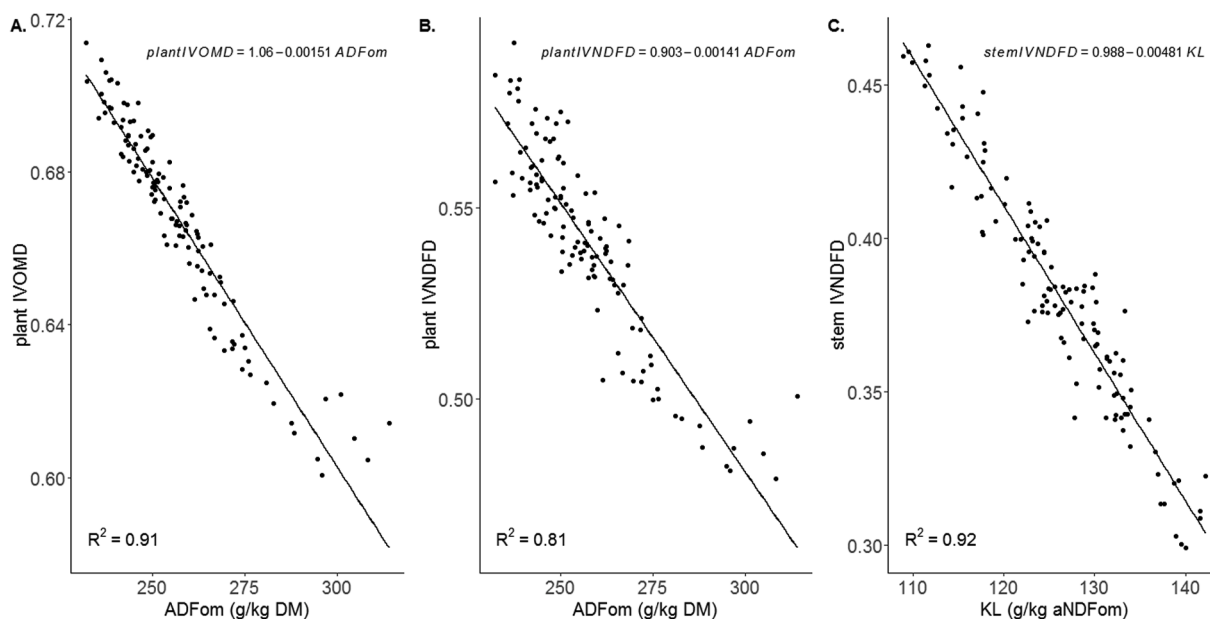 A.
plantIVOMD = 1.06 − 0.00151 ADFom
0.72
0.68
0.64
0.60
plant IVOMD
R² = 0.91
250
275
300
ADFom (g/kg DM)
B.
plantIVNDFD = 0.903 − 0.00141 ADFom
0.55
0.50
plant IVNDFD
R² = 0.81
250
275
300
ADFom (g/kg DM)
C.
stemIVNDFD = 0.988 − 0.00481 KL
0.45
0.40
0.35
0.30
stem IVNDFD
R² = 0.92
110
120
130
140
KL (g/kg aNDFom)